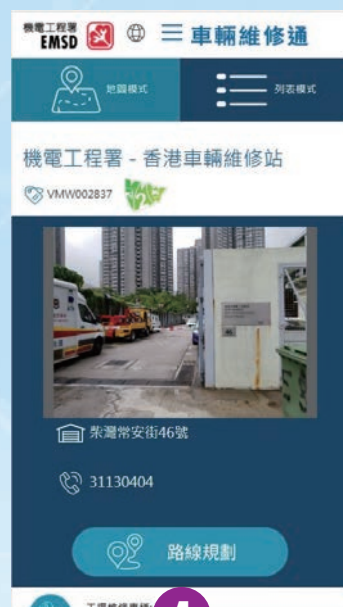 機電工程署
EMSD
車輛維修通
地圖模式
列表模式
機電工程署 - 香港車輛維修站
VMW002837
柴灣常安街46號
31130404
路線規劃